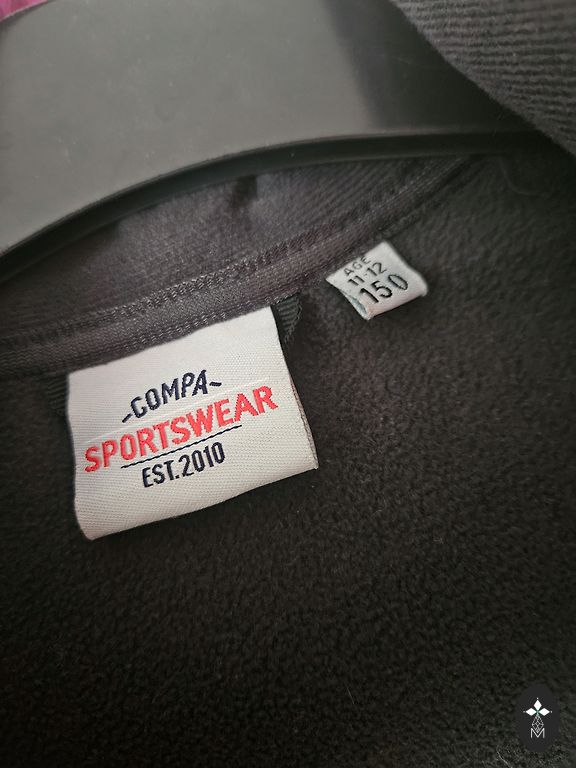 AGE
11-12
150
-COMPA-
SPORTSWEAR
EST.2010
M